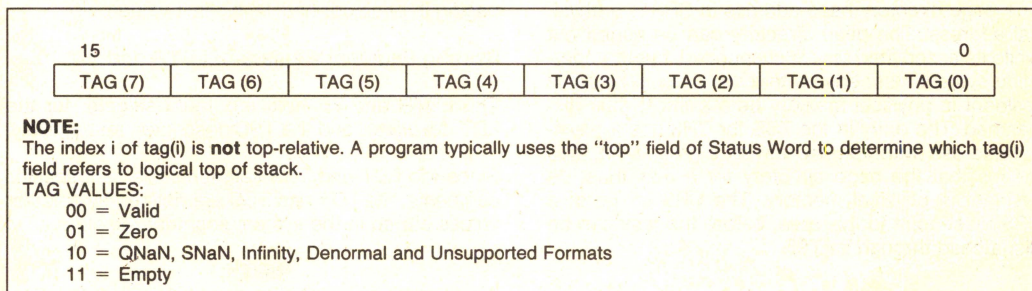 15 0
TAG (7) TAG (6) TAG (5) TAG (4) TAG (3) TAG (2) TAG (1) TAG (0)
NOTE:
The index i of tag(i) is not top-relative. A program typically uses the "top" field of Status Word to determine which tag(i)
field refers to logical top of stack.
TAG VALUES:
00 = Valid
01 = Zero
10 = QNaN, SNaN, Infinity, Denormal and Unsupported Formats
11 = Empty